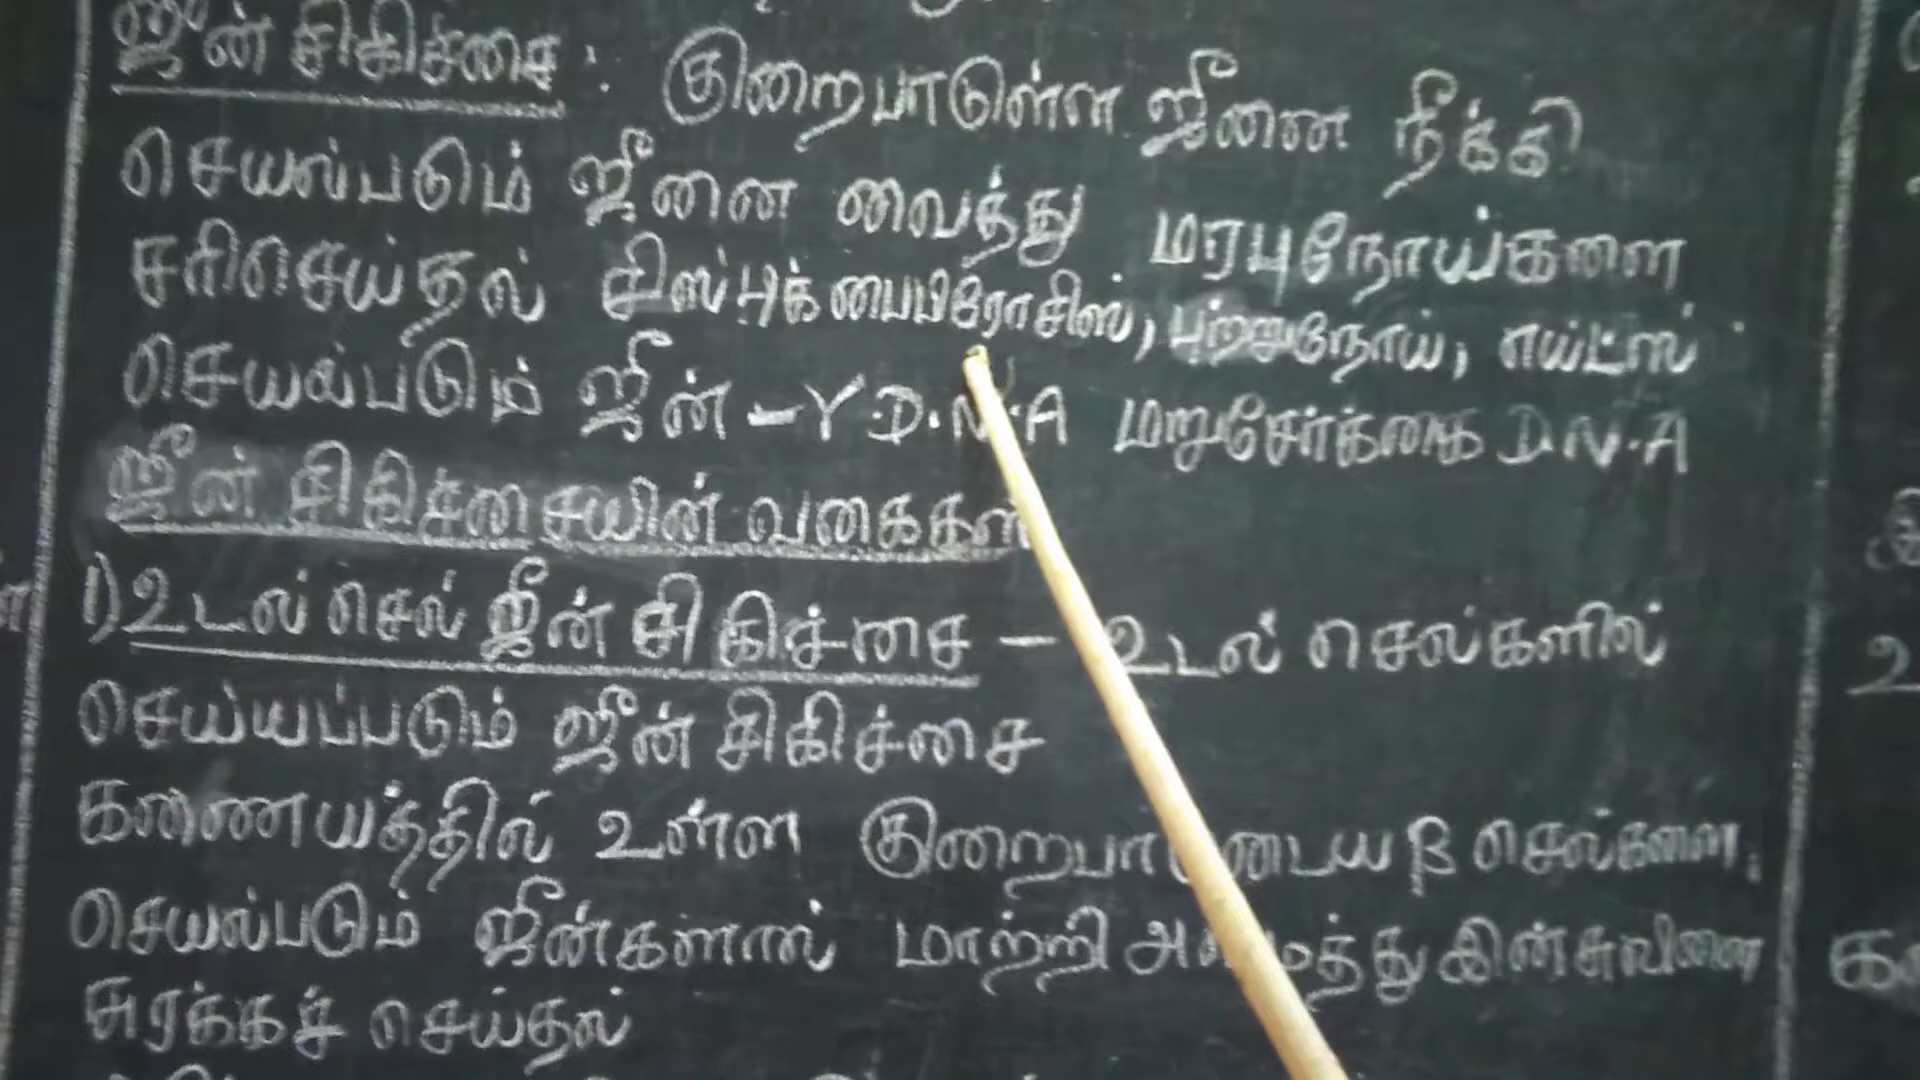 ஜீன் சிகிச்சை : குறைபாடுள்ள ஜீனை நீக்கி
செயல்படும் ஜீனை வைத்து மரபுநோய்களை
சரிசெய்தல் சிஸ்புக் பைபிரோசிஸ், புற்றுநோய், எய்ட்ஸ்
செயல்படும் ஜீன் - Y D.N.A மறுசேர்க்கை D.N.A
ஜீன் சிகிச்சையின் வகைகள்
1) உடல் செல் ஜீன் சிகிச்சை - உடல் செல்களில்
செய்யப்படும் ஜீன் சிகிச்சை
கணையத்தில் உள்ள β செல்களை,
செயல்படும் ஜீன்களால் மாற்றி இன்சுலினை
சுரக்கச் செய்தல்